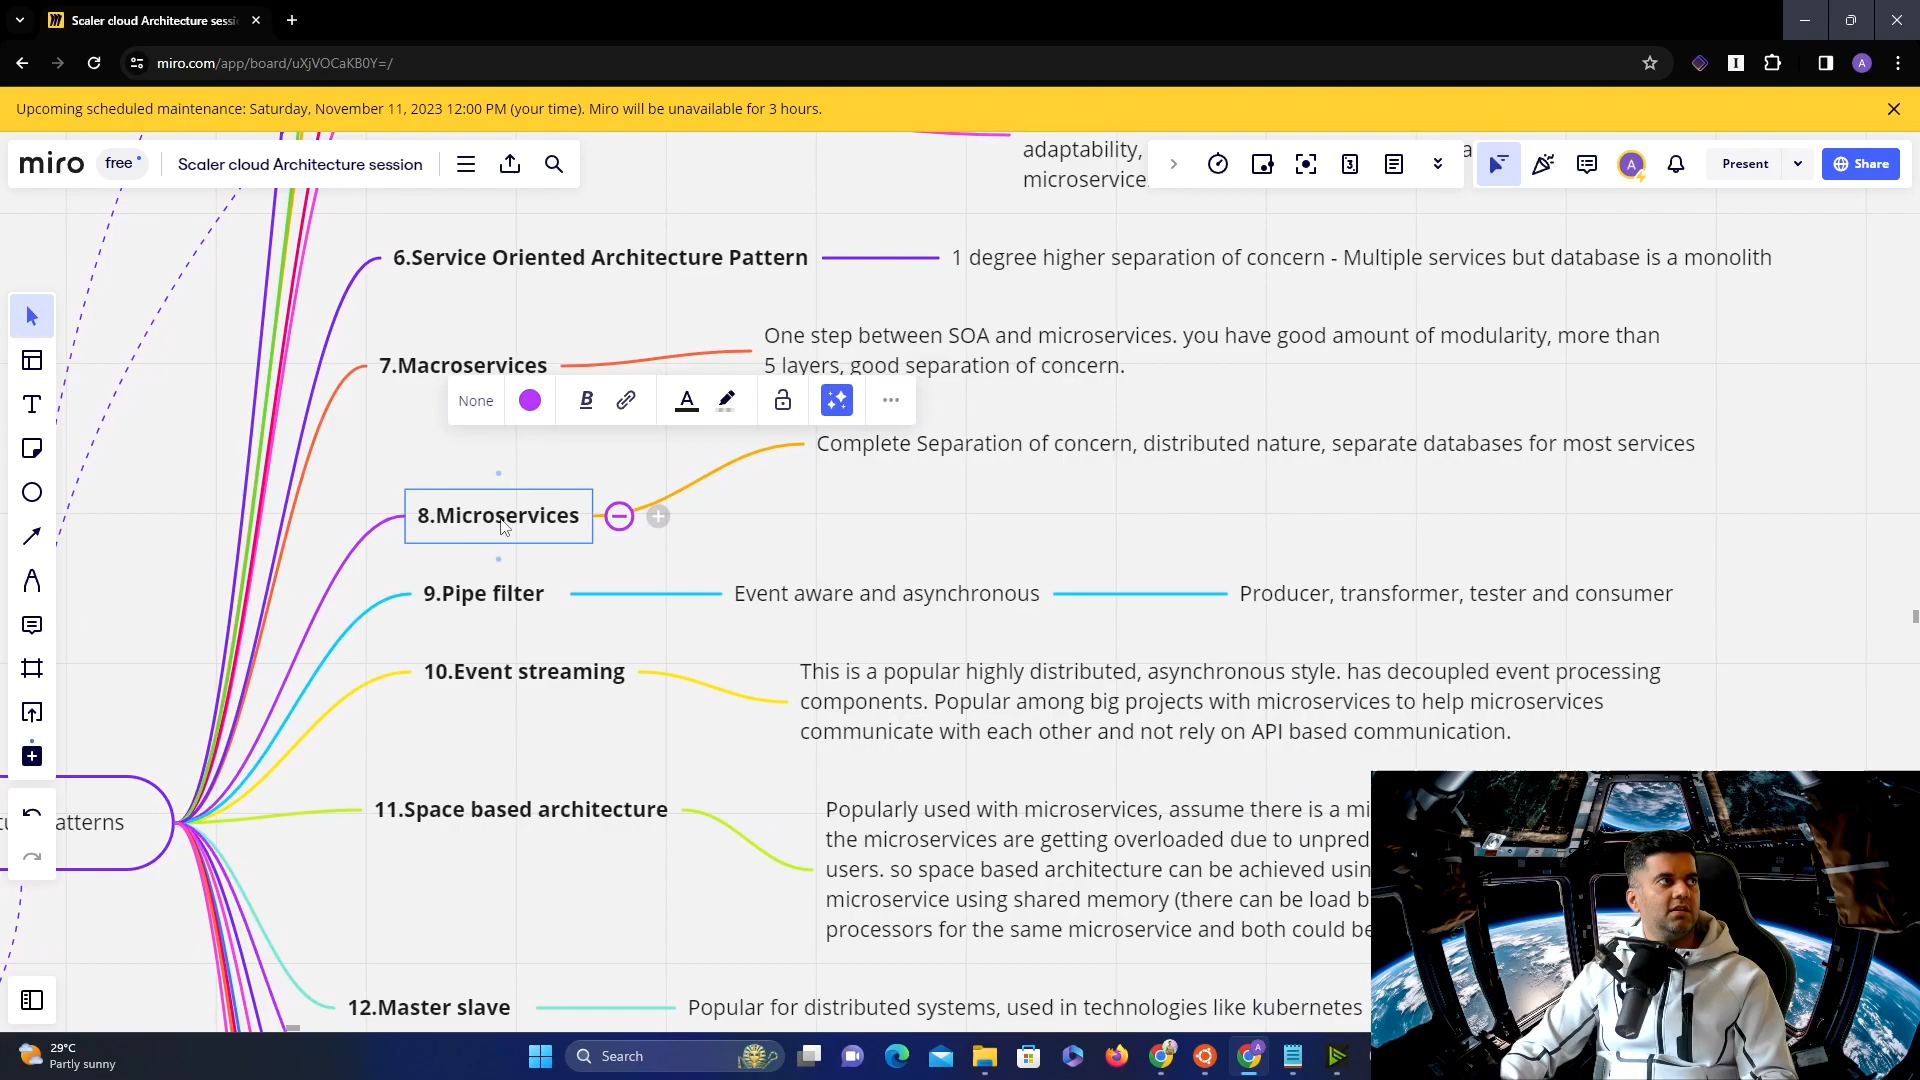 Scaler cloud Architecture sessi
miro.com/app/board/uXjVOCaKB0Y=/
Upcoming scheduled maintenance: Saturday, November 11, 2023 12:00 PM (your time). Miro will be unavailable for 3 hours.
miro free Scaler cloud Architecture session
Present Share
adaptability,
microservice
6.Service Oriented Architecture Pattern
1 degree higher separation of concern - Multiple services but database is a monolith
7.Macroservices
One step between SOA and microservices. you have good amount of modularity, more than
5 layers, good separation of concern.
None
Complete Separation of concern, distributed nature, separate databases for most services
8.Microservices
9.Pipe filter
Event aware and asynchronous
Producer, transformer, tester and consumer
10.Event streaming
This is a popular highly distributed, asynchronous style. has decoupled event processing
components. Popular among big projects with microservices to help microservices
communicate with each other and not rely on API based communication.
atterns
11.Space based architecture
Popularly used with microservices, assume there is a mi
the microservices are getting overloaded due to unpred
users. so space based architecture can be achieved usin
microservice using shared memory (there can be load b
processors for the same microservice and both could be
12.Master slave
Popular for distributed systems, used in technologies like kubernetes
29°C
Partly sunny
Search